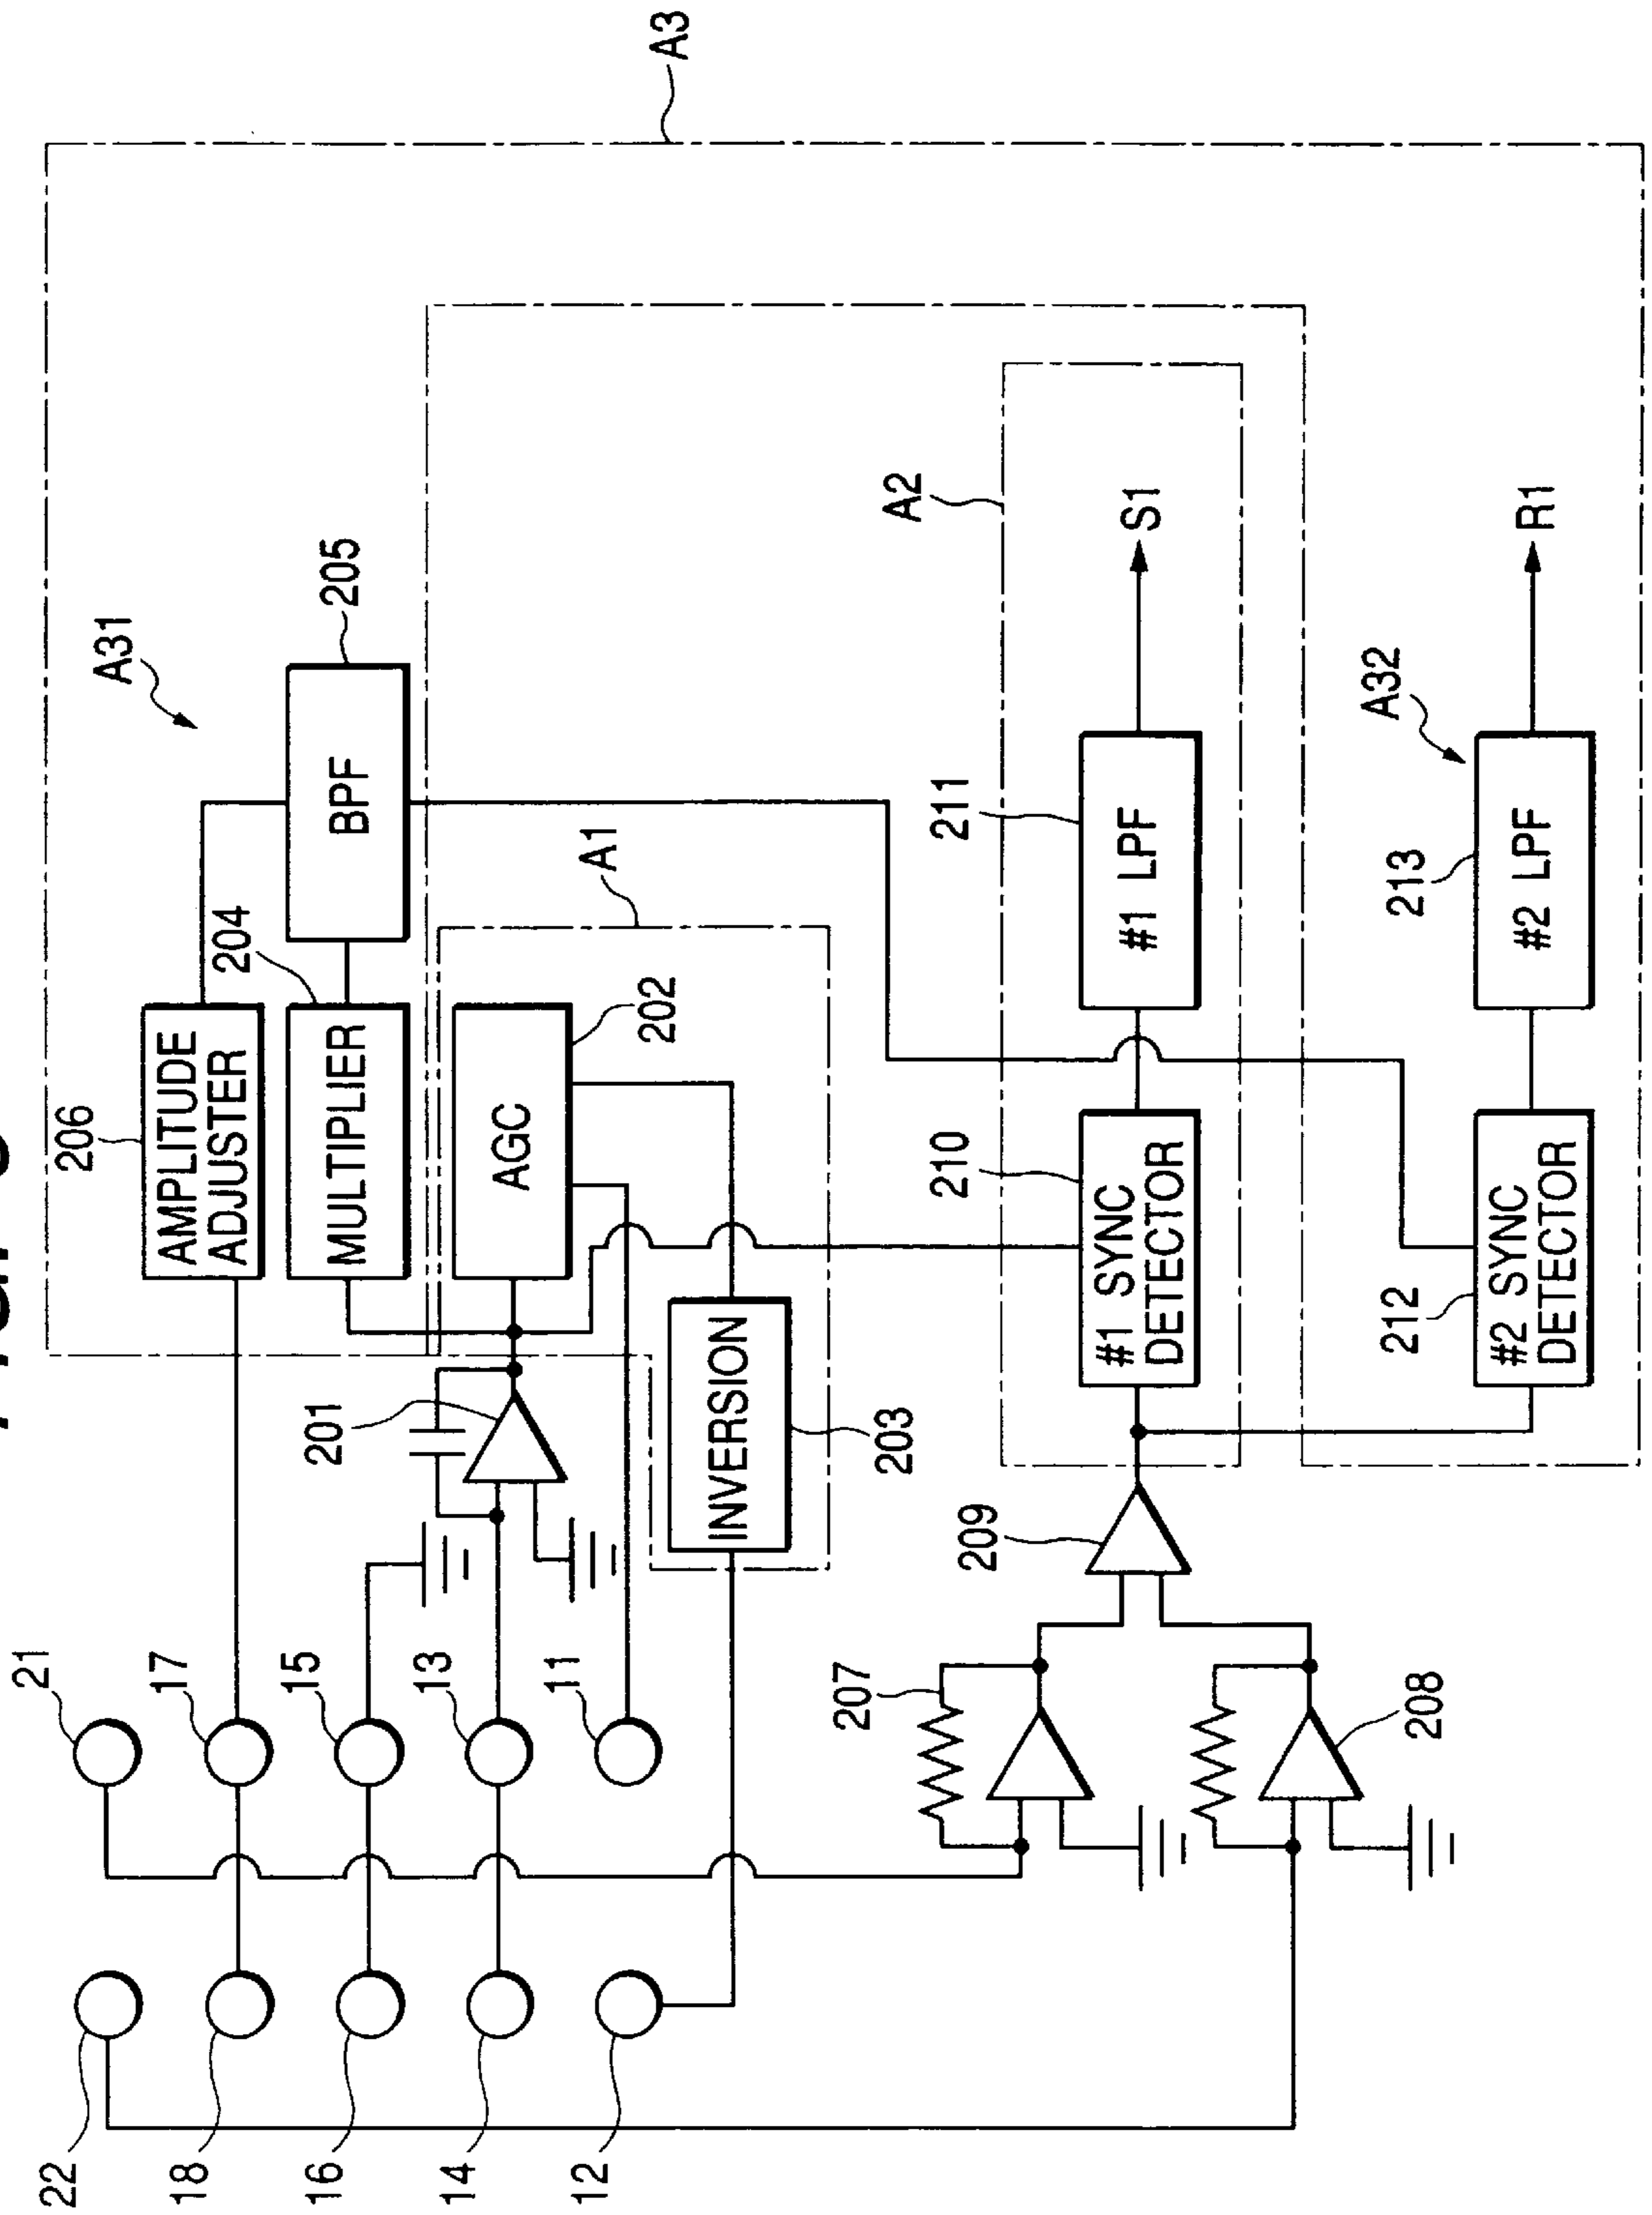 A3
A31
205
BPF
206
AMPLITUDE
ADJUSTER
204
MULTIPLIER
A1
AGC
202
201
INVERSION
203
A2
S1
211
#1 LPF
210
#1 SYNC
DETECTOR
A32
R1
213
#2 LPF
212
#2 SYNC
DETECTOR
209
207
208
21
17
15
13
11
22
18
16
14
12